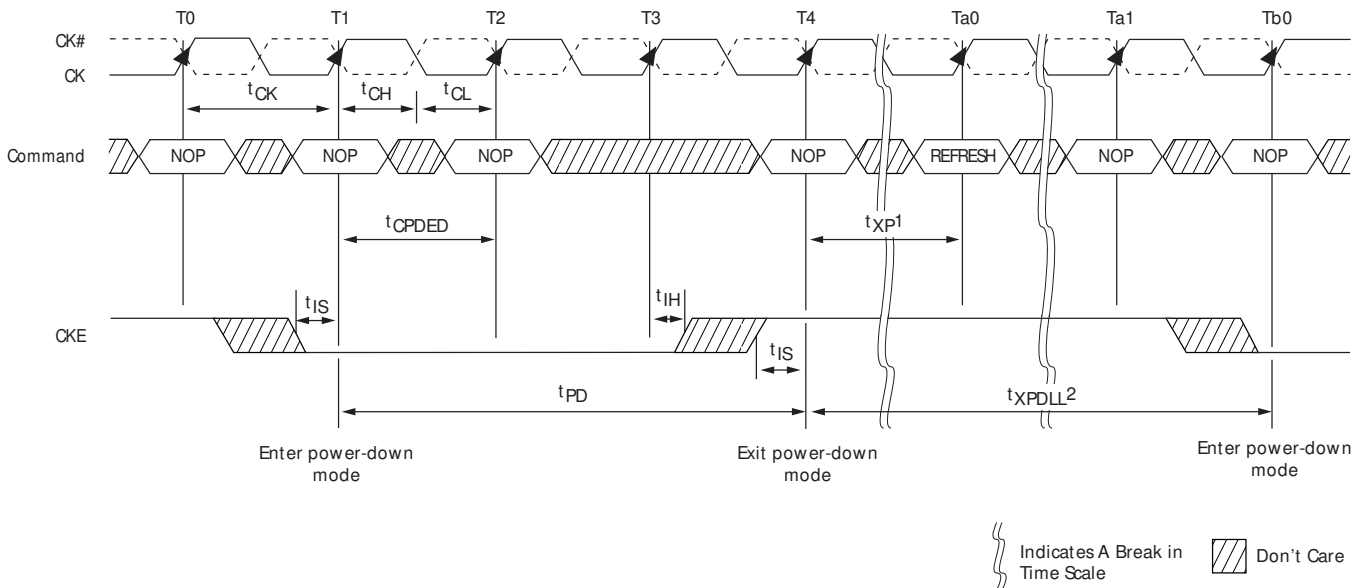 T0 T1 T2 T3 T4 Ta0 Ta1 Tb0
CK#
CK
tCK tCH tCL
Command NOP NOP NOP NOP REFRESH NOP NOP
tCPDED tXP1
tIS tIH
CKE
tIS
tPD tXPDLL2
Enter power-down
mode
Exit power-down
mode
Enter power-down
mode
Indicates A Break in
Time Scale
Don't Care